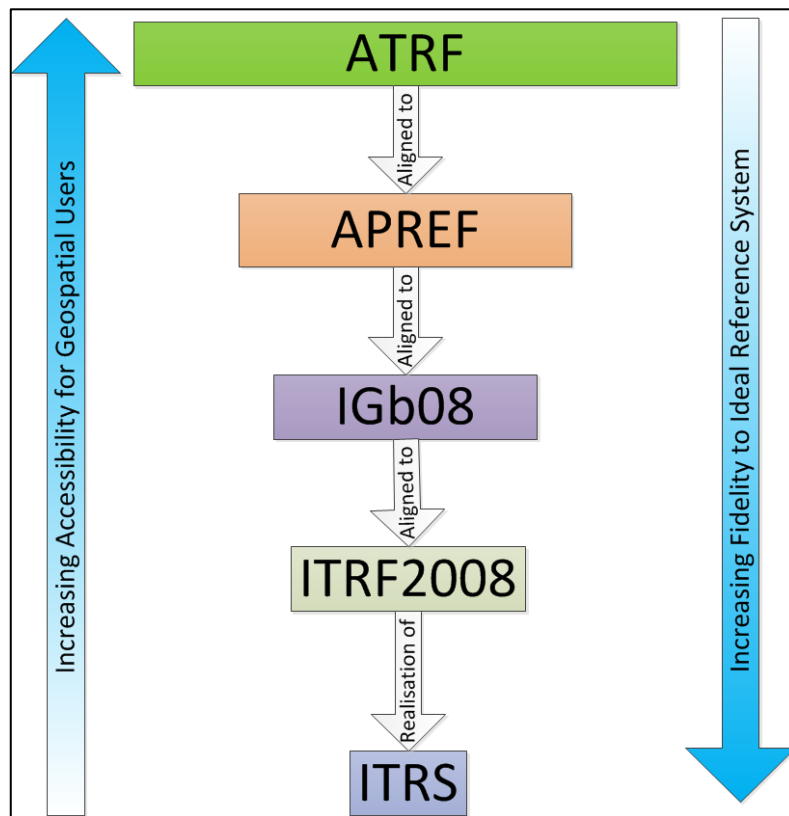 ATRF
Aligned to
APREF
Aligned to
IGb08
Aligned to
ITRF2008
Realisation of
ITRS
Increasing Accessibility for Geospatial Users
Increasing Fidelity to Ideal Reference System